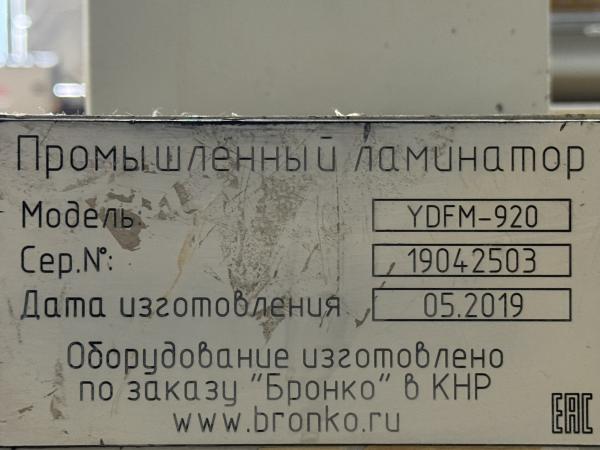 Промышленный ламинатор
Модель: YDFM-920
Сер.№: 19042503
Дата изготовления 05.2019
Оборудование изготовлено
по заказу "Бронко" в КНР
www.bronko.ru
EAC